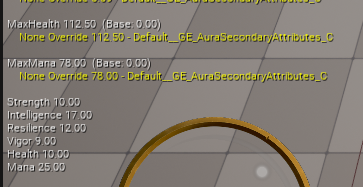 None Override 0.00 - Default__GE_AuraSecondaryAttributes_C
MaxHealth 112.50 (Base: 0.00)
None Override 112.50 - Default__GE_AuraSecondaryAttributes_C
MaxMana 78.00 (Base: 0.00)
None Override 78.00 - Default__GE_AuraSecondaryAttributes_C
Strength 10.00
Intelligence 17.00
Resilience 12.00
Vigor 9.00
Health 10.00
Mana 25.00